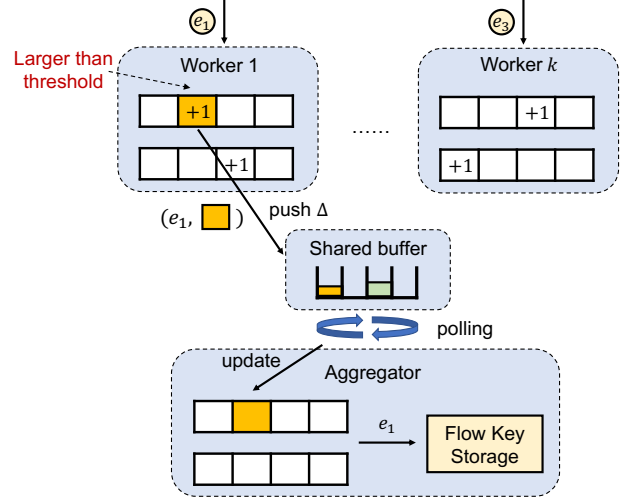 e₁
e₃
Larger than
threshold
Worker 1
Worker k
+1
+1
......
+1
+1
push Δ
(e₁, )
Shared buffer
polling
update
Aggregator
e₁
Flow Key
Storage